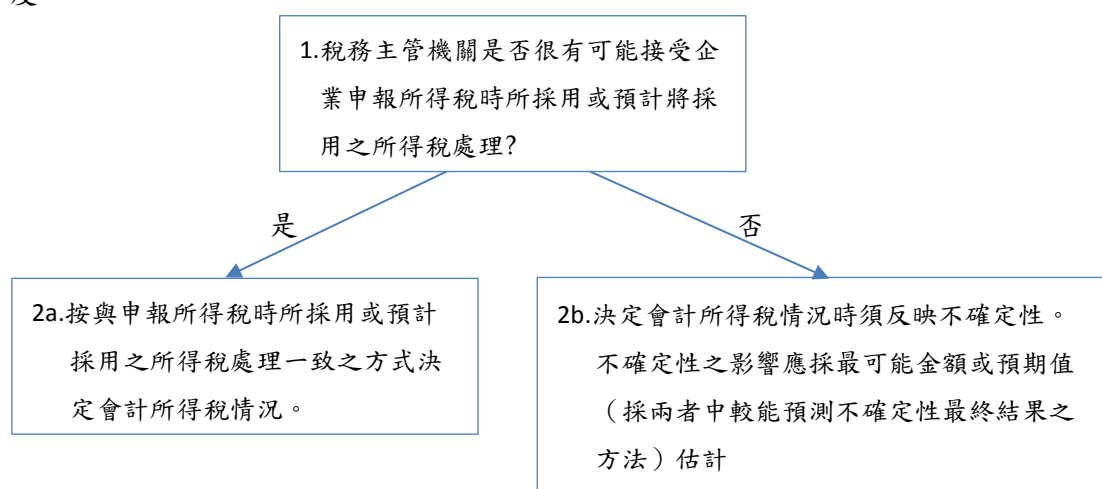 1.稅務主管機關是否很有可能接受企
業申報所得稅時所採用或預計將採
用之所得稅處理?
是
否
2a.按與申報所得稅時所採用或預計
採用之所得稅處理一致之方式決
定會計所得稅情況。
2b.決定會計所得稅情況時須反映不確定性。
不確定性之影響應採最可能金額或預期值
（採兩者中較能預測不確定性最終結果之
方法）估計